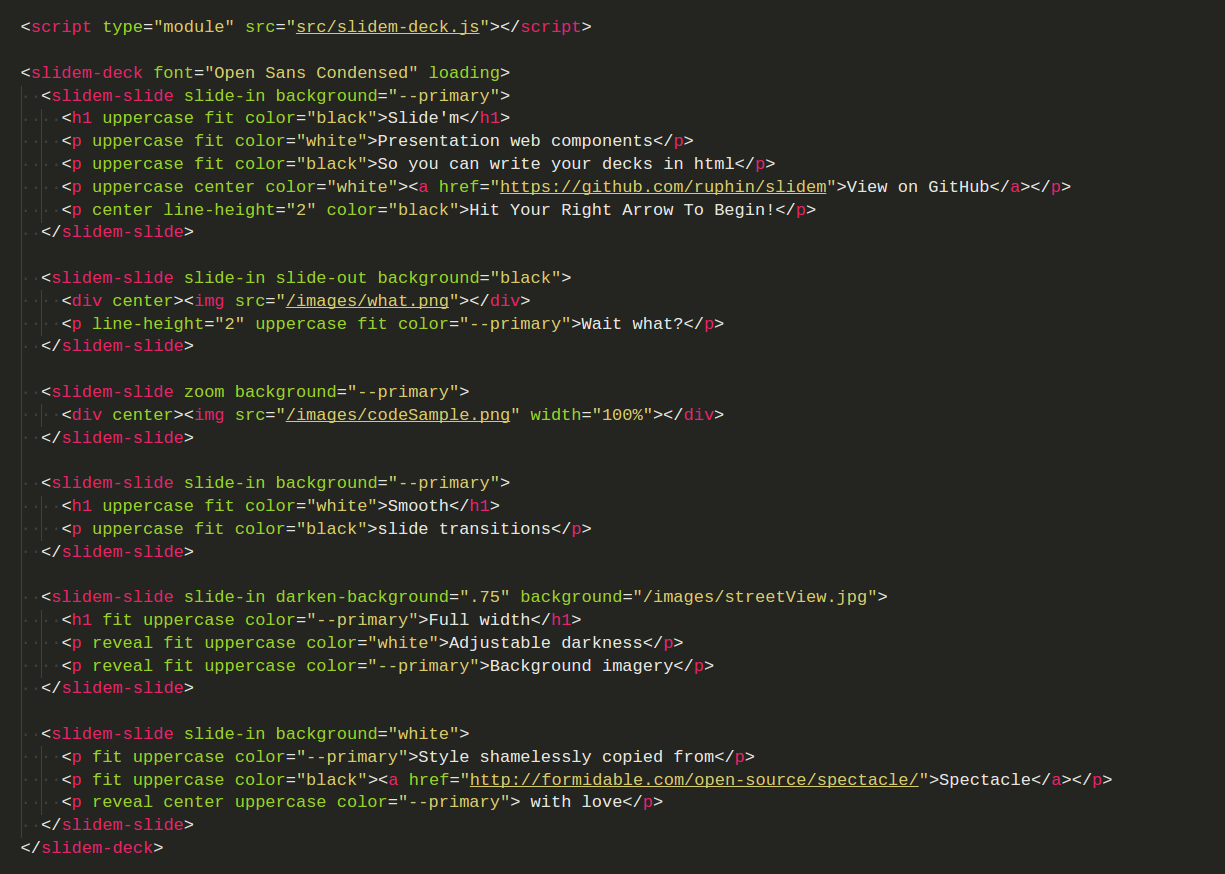 <script type="module" src="src/slidem-deck.js"></script>

<slidem-deck font="Open Sans Condensed" loading>
  <slidem-slide slide-in background="--primary">
    <h1 uppercase fit color="black">Slide'm</h1>
    <p uppercase fit color="white">Presentation web components</p>
    <p uppercase fit color="black">So you can write your decks in html</p>
    <p uppercase center color="white"><a href="https://github.com/ruphin/slidem">View on GitHub</a></p>
    <p center line-height="2" color="black">Hit Your Right Arrow To Begin!</p>
  </slidem-slide>

  <slidem-slide slide-in slide-out background="black">
    <div center><img src="/images/what.png"></div>
    <p line-height="2" uppercase fit color="--primary">Wait what?</p>
  </slidem-slide>

  <slidem-slide zoom background="--primary">
    <div center><img src="/images/codeSample.png" width="100%"></div>
  </slidem-slide>

  <slidem-slide slide-in background="--primary">
    <h1 uppercase fit color="white">Smooth</h1>
    <p uppercase fit color="black">slide transitions</p>
  </slidem-slide>

  <slidem-slide slide-in darken-background=".75" background="/images/streetView.jpg">
    <h1 fit uppercase color="--primary">Full width</h1>
    <p reveal fit uppercase color="white">Adjustable darkness</p>
    <p reveal fit uppercase color="--primary">Background imagery</p>
  </slidem-slide>

  <slidem-slide slide-in background="white">
    <p fit uppercase color="--primary">Style shamelessly copied from</p>
    <p fit uppercase color="black"><a href="http://formidable.com/open-source/spectacle/">Spectacle</a></p>
    <p reveal center uppercase color="--primary"> with love</p>
  </slidem-slide>
</slidem-deck>